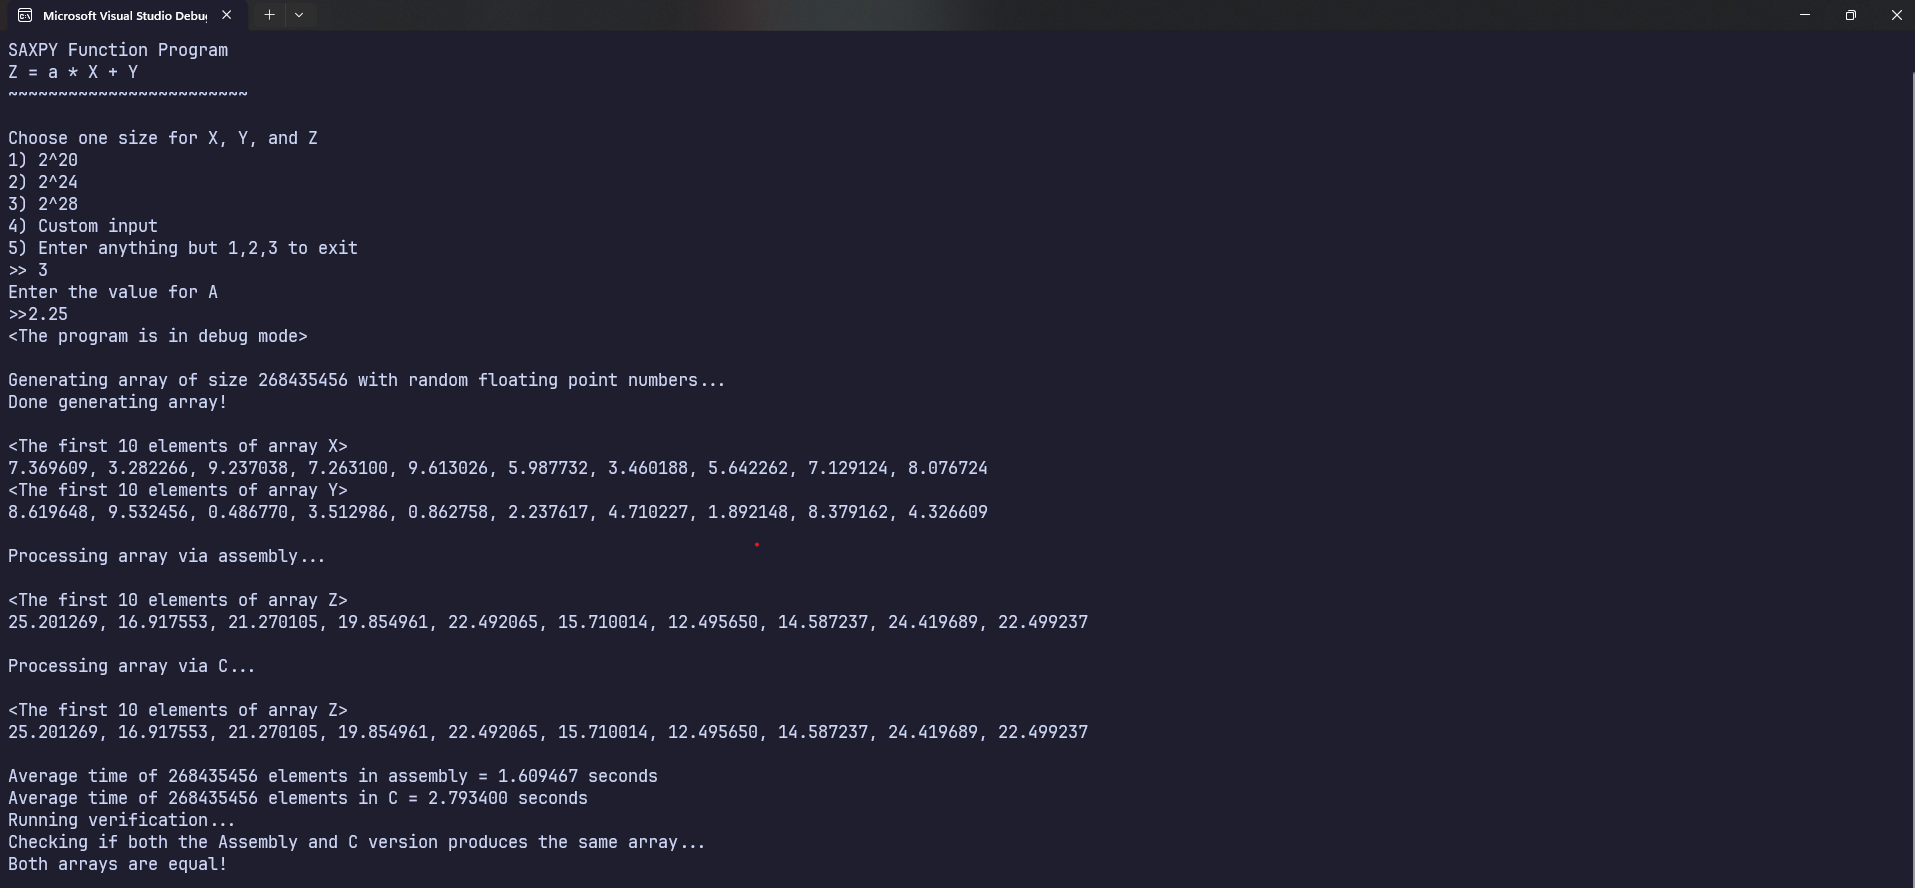 Microsoft Visual Studio Debu
SAXPY Function Program
Z = a * X + Y
~~~~~~~~~~~~~~~~~~~~~~~~
Choose one size for X, Y, and Z
1) 2^20
2) 2^24
3) 2^28
4) Custom input
5) Enter anything but 1,2,3 to exit
>> 3
Enter the value for A
>>2.25
<The program is in debug mode>
Generating array of size 268435456 with random floating point numbers...
Done generating array!
<The first 10 elements of array X>
7.369609, 3.282266, 9.237038, 7.263100, 9.613026, 5.987732, 3.460188, 5.642262, 7.129124, 8.076724
<The first 10 elements of array Y>
8.619648, 9.532456, 0.486770, 3.512986, 0.862758, 2.237617, 4.710227, 1.892148, 8.379162, 4.326609
Processing array via assembly...
<The first 10 elements of array Z>
25.201269, 16.917553, 21.270105, 19.854961, 22.492065, 15.710014, 12.495650, 14.587237, 24.419689, 22.499237
Processing array via C...
<The first 10 elements of array Z>
25.201269, 16.917553, 21.270105, 19.854961, 22.492065, 15.710014, 12.495650, 14.587237, 24.419689, 22.499237
Average time of 268435456 elements in assembly = 1.609467 seconds
Average time of 268435456 elements in C = 2.793400 seconds
Running verification...
Checking if both the Assembly and C version produces the same array...
Both arrays are equal!